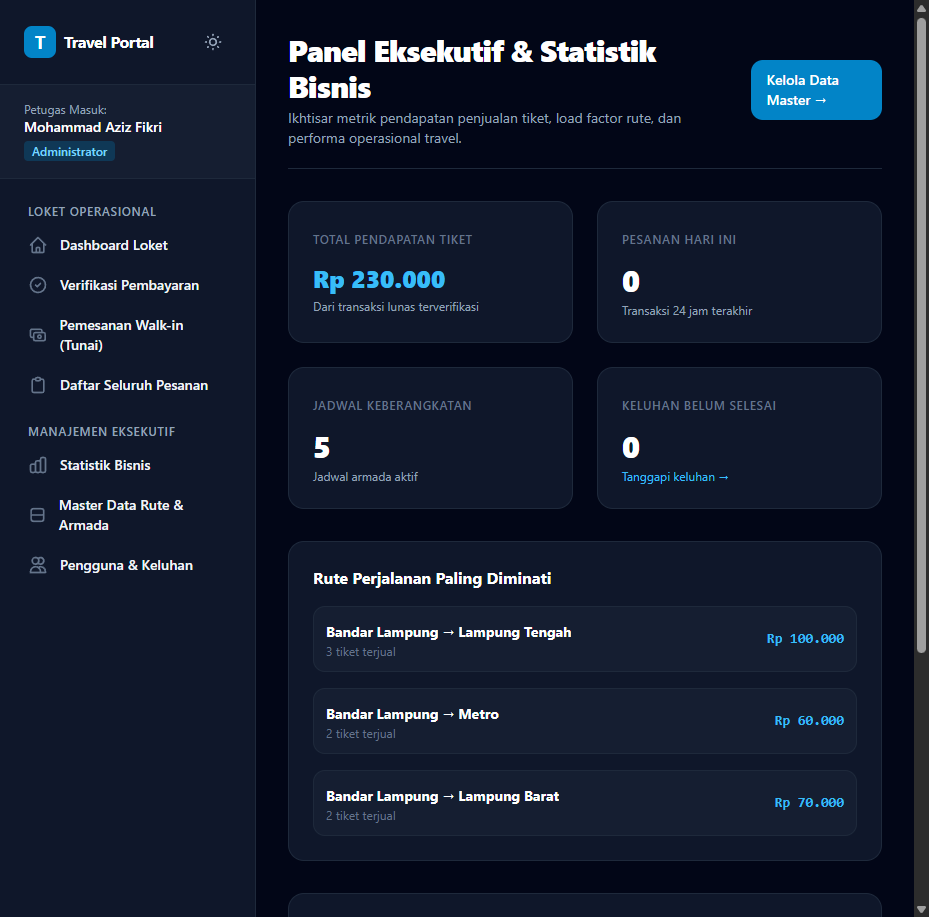 T Travel Portal
Petugas Masuk:
Mohammad Aziz Fikri
Administrator
LOKET OPERASIONAL
Dashboard Loket
Verifikasi Pembayaran
Pemesanan Walk-in
(Tunai)
Daftar Seluruh Pesanan
MANAJEMEN EKSEKUTIF
Statistik Bisnis
Master Data Rute &
Armada
Pengguna & Keluhan
Panel Eksekutif & Statistik
Bisnis
Ikhtisar metrik pendapatan penjualan tiket, load factor rute, dan
performa operasional travel.
Kelola Data
Master →
TOTAL PENDAPATAN TIKET
Rp 230.000
Dari transaksi lunas terverifikasi
PESANAN HARI INI
0
Transaksi 24 jam terakhir
JADWAL KEBERANGKATAN
5
Jadwal armada aktif
KELUHAN BELUM SELESAI
0
Tanggapi keluhan →
Rute Perjalanan Paling Diminati
Bandar Lampung → Lampung Tengah
3 tiket terjual
Rp 100.000
Bandar Lampung → Metro
2 tiket terjual
Rp 60.000
Bandar Lampung → Lampung Barat
2 tiket terjual
Rp 70.000